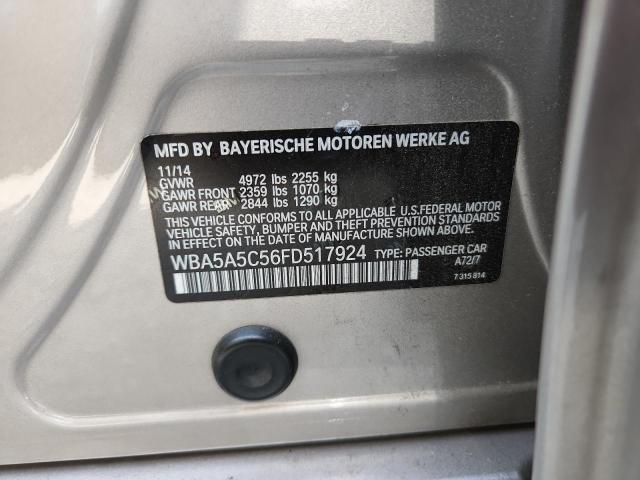 MFD BY BAYERISCHE MOTOREN WERKE AG
11/14
GVWR 4972 lbs 2255 kg
GAWR FRONT 2359 lbs 1070 kg
GAWR REAR 2844 lbs 1290 kg
THIS VEHICLE CONFORMS TO ALL APPLICABLE U.S.FEDERAL MOTOR
VEHICLE SAFETY, BUMPER AND THEFT PREVENTION STANDARDS
IN EFFECT ON THE DATE OF MANUFACTURE SHOWN ABOVE.
WBA5A5C56FD517924 TYPE: PASSENGER CAR
A72/7
7 315 814